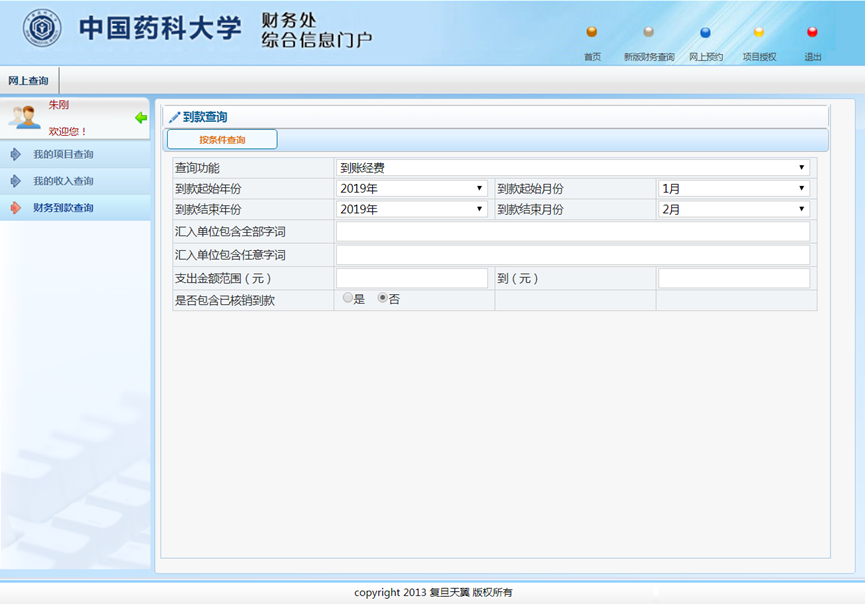 中国药科大学
财务处
综合信息门户
首页 新版财务查询 网上预约 项目授权 退出
网上查询
朱刚
欢迎您！
我的项目查询
我的收入查询
财务到款查询
到款查询
按条件查询
查询功能 到账经费
到款起始年份 2019年 到款起始月份 1月
到款结束年份 2019年 到款结束月份 2月
汇入单位包含全部字词
汇入单位包含任意字词
支出金额范围（元） 到（元）
是否包含已核销到款 是 否
copyright 2013 复旦天翼 版权所有